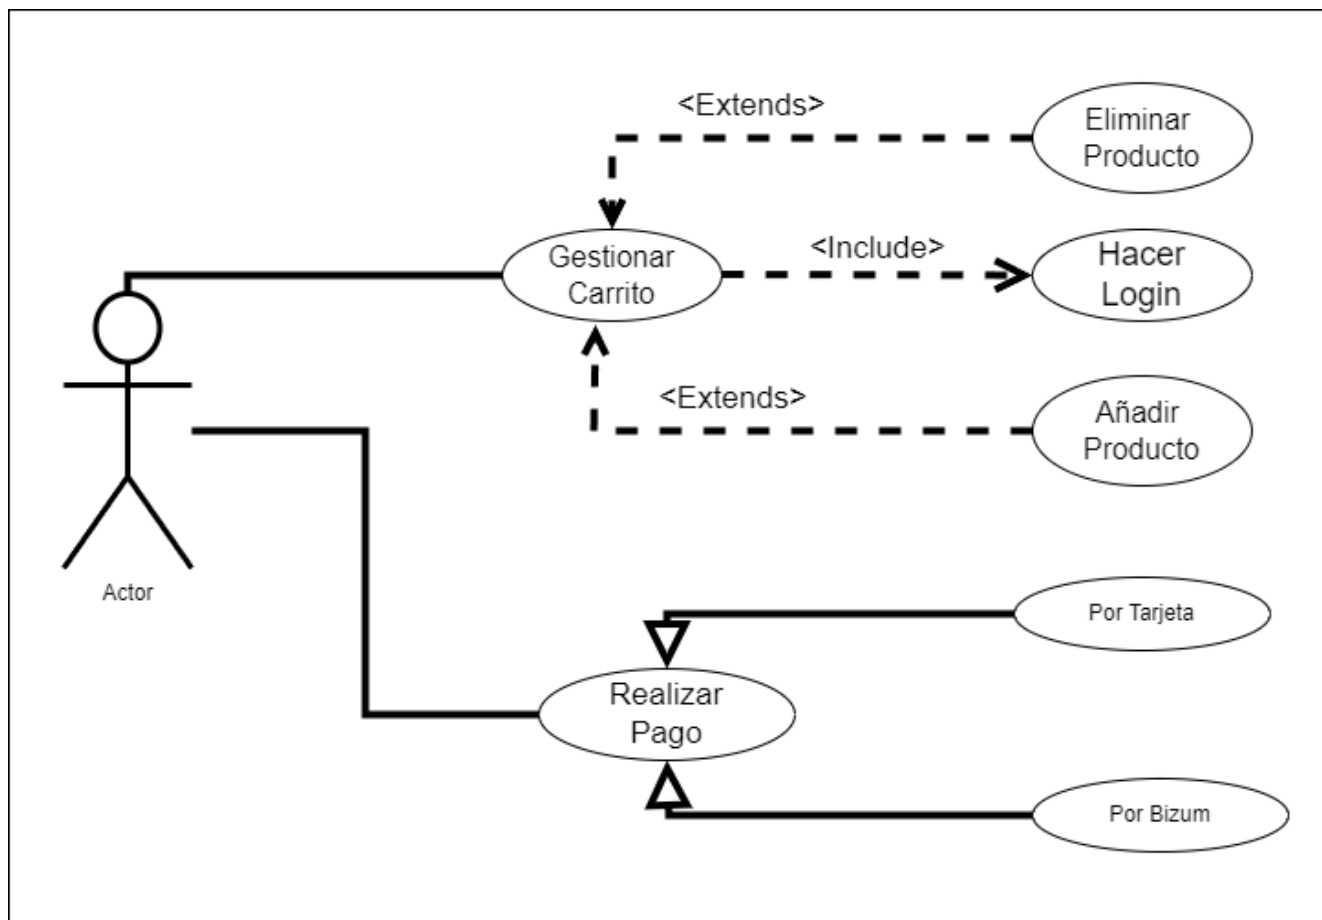 <Extends>
Eliminar
Producto
<Include>
Gestionar
Carrito
Hacer
Login
<Extends>
Añadir
Producto
Actor
Por Tarjeta
Realizar
Pago
Por Bizum